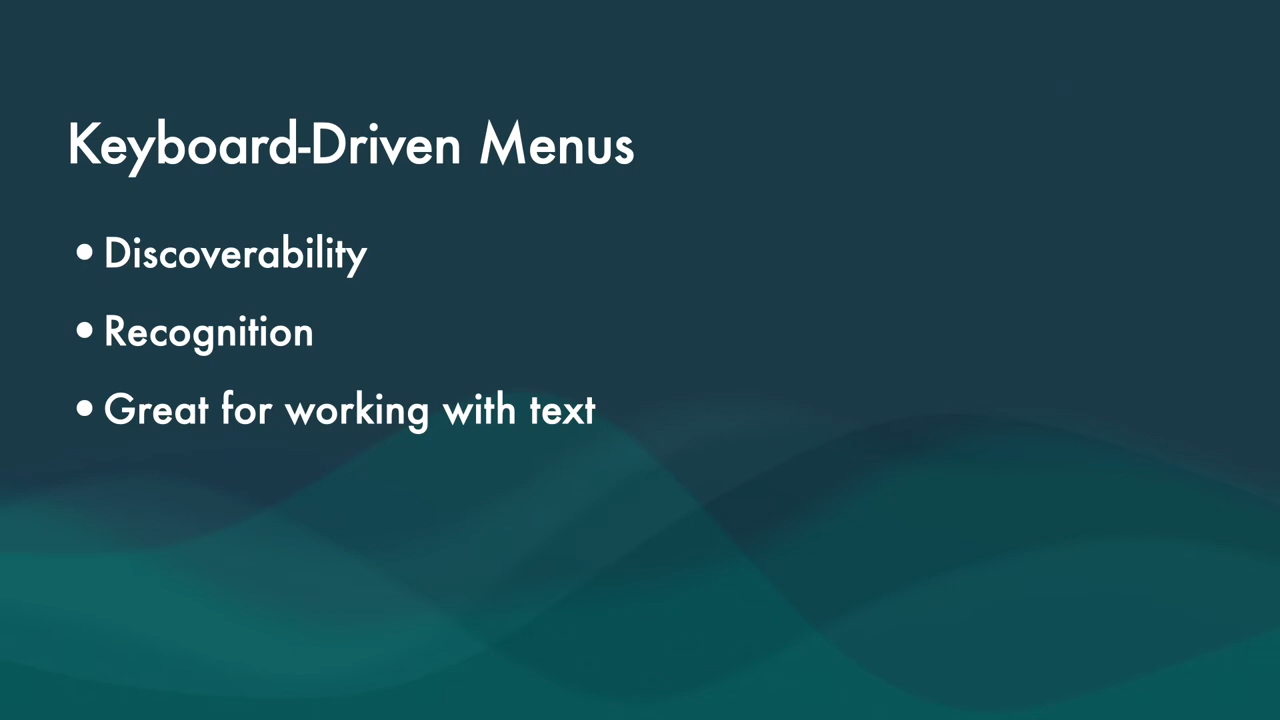 Keyboard-Driven Menus
• Discoverability
• Recognition
• Great for working with text